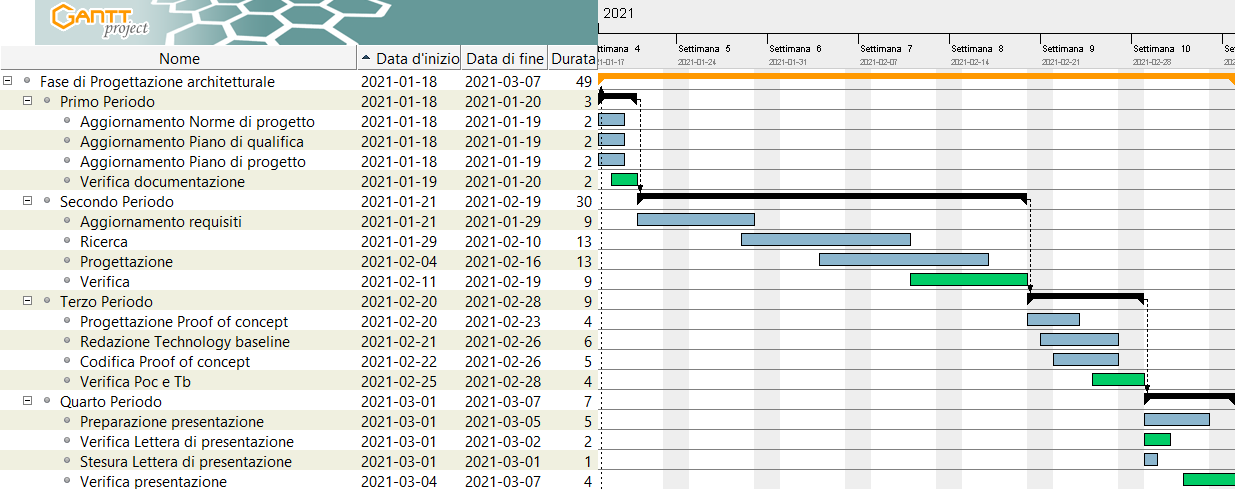 GANTT
project
2021
ttimana 4 Settimana 5 Settimana 6 Settimana 7 Settimana 8 Settimana 9 Settimana 10 Se
Nome Data d'inizio Data di fine Durata
1-01-17 2021-01-24 2021-01-31 2021-02-07 2021-02-14 2021-02-21 2021-02-28 202
Fase di Progettazione architetturale 2021-01-18 2021-03-07 49
Primo Periodo 2021-01-18 2021-01-20 3
Aggiornamento Norme di progetto 2021-01-18 2021-01-19 2
Aggiornamento Piano di qualifica 2021-01-18 2021-01-19 2
Aggiornamento Piano di progetto 2021-01-18 2021-01-19 2
Verifica documentazione 2021-01-19 2021-01-20 2
Secondo Periodo 2021-01-21 2021-02-19 30
Aggiornamento requisiti 2021-01-21 2021-01-29 9
Ricerca 2021-01-29 2021-02-10 13
Progettazione 2021-02-04 2021-02-16 13
Verifica 2021-02-11 2021-02-19 9
Terzo Periodo 2021-02-20 2021-02-28 9
Progettazione Proof of concept 2021-02-20 2021-02-23 4
Redazione Technology baseline 2021-02-21 2021-02-26 6
Codifica Proof of concept 2021-02-22 2021-02-26 5
Verifica Poc e Tb 2021-02-25 2021-02-28 4
Quarto Periodo 2021-03-01 2021-03-07 7
Preparazione presentazione 2021-03-01 2021-03-05 5
Verifica Lettera di presentazione 2021-03-01 2021-03-02 2
Stesura Lettera di presentazione 2021-03-01 2021-03-01 1
Verifica presentazione 2021-03-04 2021-03-07 4